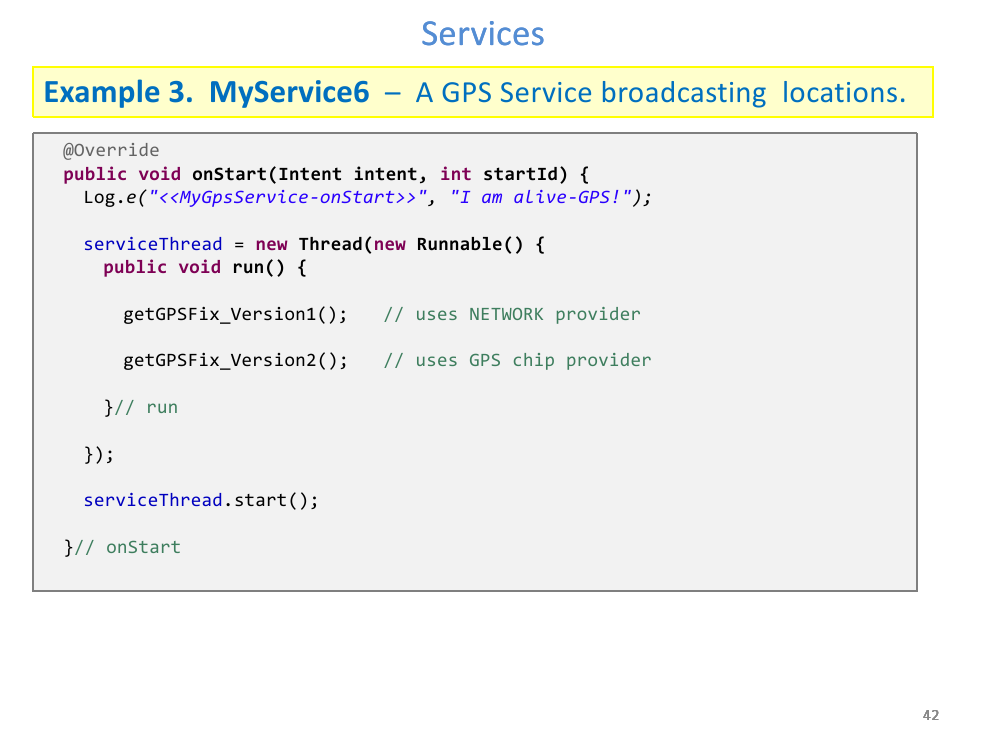 Services
Example 3. MyService6 – A GPS Service broadcasting locations.
@Override
public void onStart(Intent intent, int startId) {
Log.e("<<MyGpsService-onStart>>", "I am alive-GPS!");
serviceThread = new Thread(new Runnable() {
public void run() {
getGPSFix_Version1(); // uses NETWORK provider
getGPSFix_Version2(); // uses GPS chip provider
}// run
});
serviceThread.start();
}// onStart
42